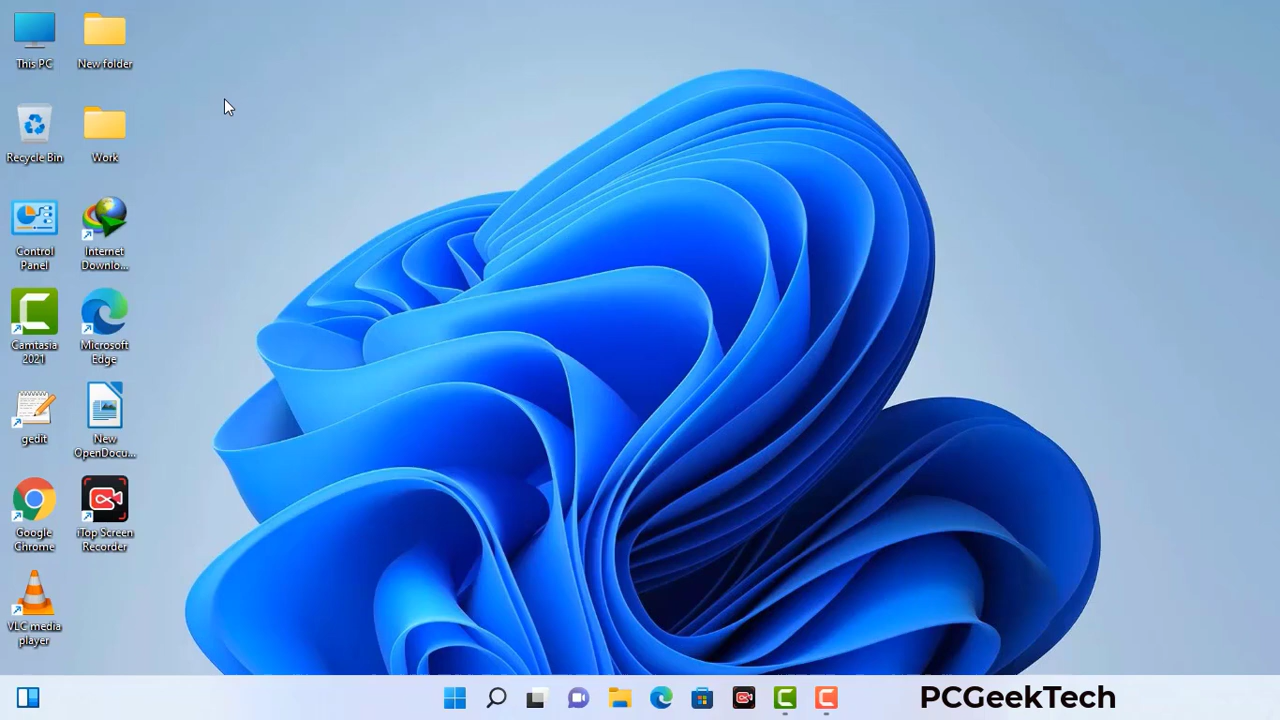 This PC
New folder
Recycle Bin
Work
Control
Panel
Internet
Downlo...
Camtasia
2021
Microsoft
Edge
gedit
New
OpenDocu...
Google
Chrome
iTop Screen
Recorder
VLC media
player
PCGeekTech